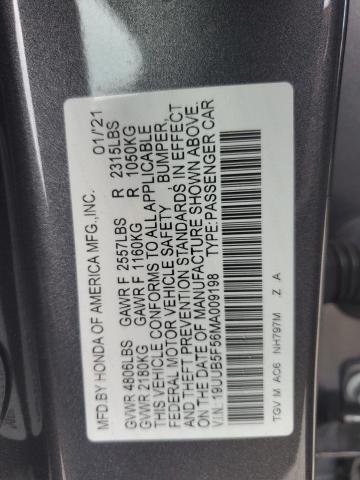 MFD.BY HONDA OF AMERICA MFG.,INC. 01/'21
GVWR 4806LBS GAWR F 2557LBS R 2315LBS
GVWR 2180KG GAWR F 1160KG R 1050KG
THIS VEHICLE CONFORMS TO ALL APPLICABLE
FEDERAL MOTOR VEHICLE SAFETY, BUMPER,
AND THEFT PREVENTION STANDARDS IN EFFECT
ON THE DATE OF MANUFACTURE SHOWN ABOVE.
V.I.N.: 19UUB5F56MA009198 TYPE:PASSENGER CAR
TGV M AC6 NH797M Z A